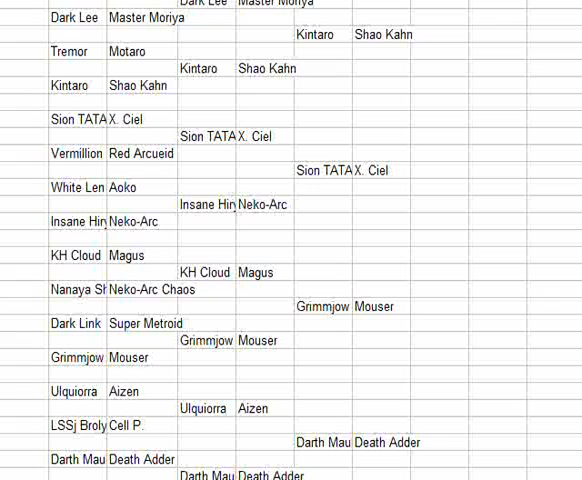 Dark Lee Master Moriya
Dark Lee Master Moriya
Kintaro Shao Kahn
Tremor Motaro
Kintaro Shao Kahn
Kintaro Shao Kahn
Sion TATA X. Ciel
Sion TATA X. Ciel
Vermillion Red Arcueid
Sion TATA X. Ciel
White Len Aoko
Insane Hiry Neko-Arc
Insane Hiry Neko-Arc
KH Cloud Magus
KH Cloud Magus
Nanaya Sh Neko-Arc Chaos
Grimmjow Mouser
Dark Link Super Metroid
Grimmjow Mouser
Grimmjow Mouser
Ulquiorra Aizen
Ulquiorra Aizen
LSSj Broly Cell P.
Darth Mau Death Adder
Darth Mau Death Adder
Darth Mau Death Adder